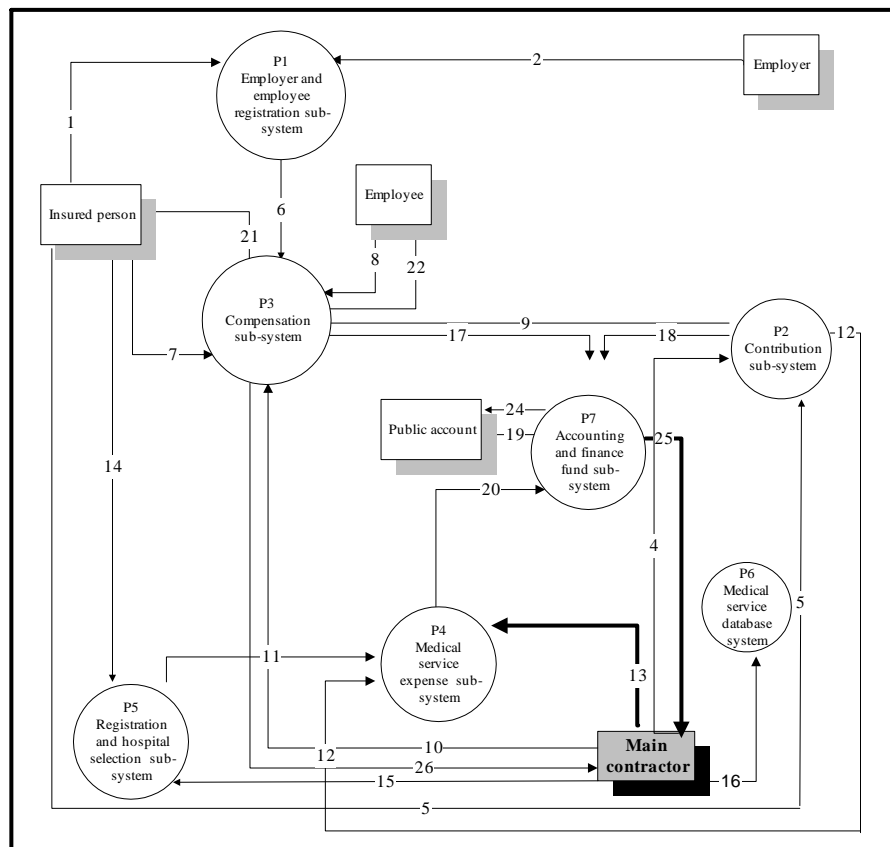 P1
Employer and
employee
registration sub-
system
2
Employer
1
Insured person
Employee
6
21
8
22
P3
Compensation
sub-system
9
17
18
P2
Contribution
sub-system
12
7
Public account
24
19
P7
Accounting
and finance
fund sub-
system
25
14
20
4
P6
Medical
service
database
system
5
P4
Medical
service
expense sub-
system
11
13
P5
Registration
and hospital
selection sub-
system
12
10
26
15
Main
contractor
16
5